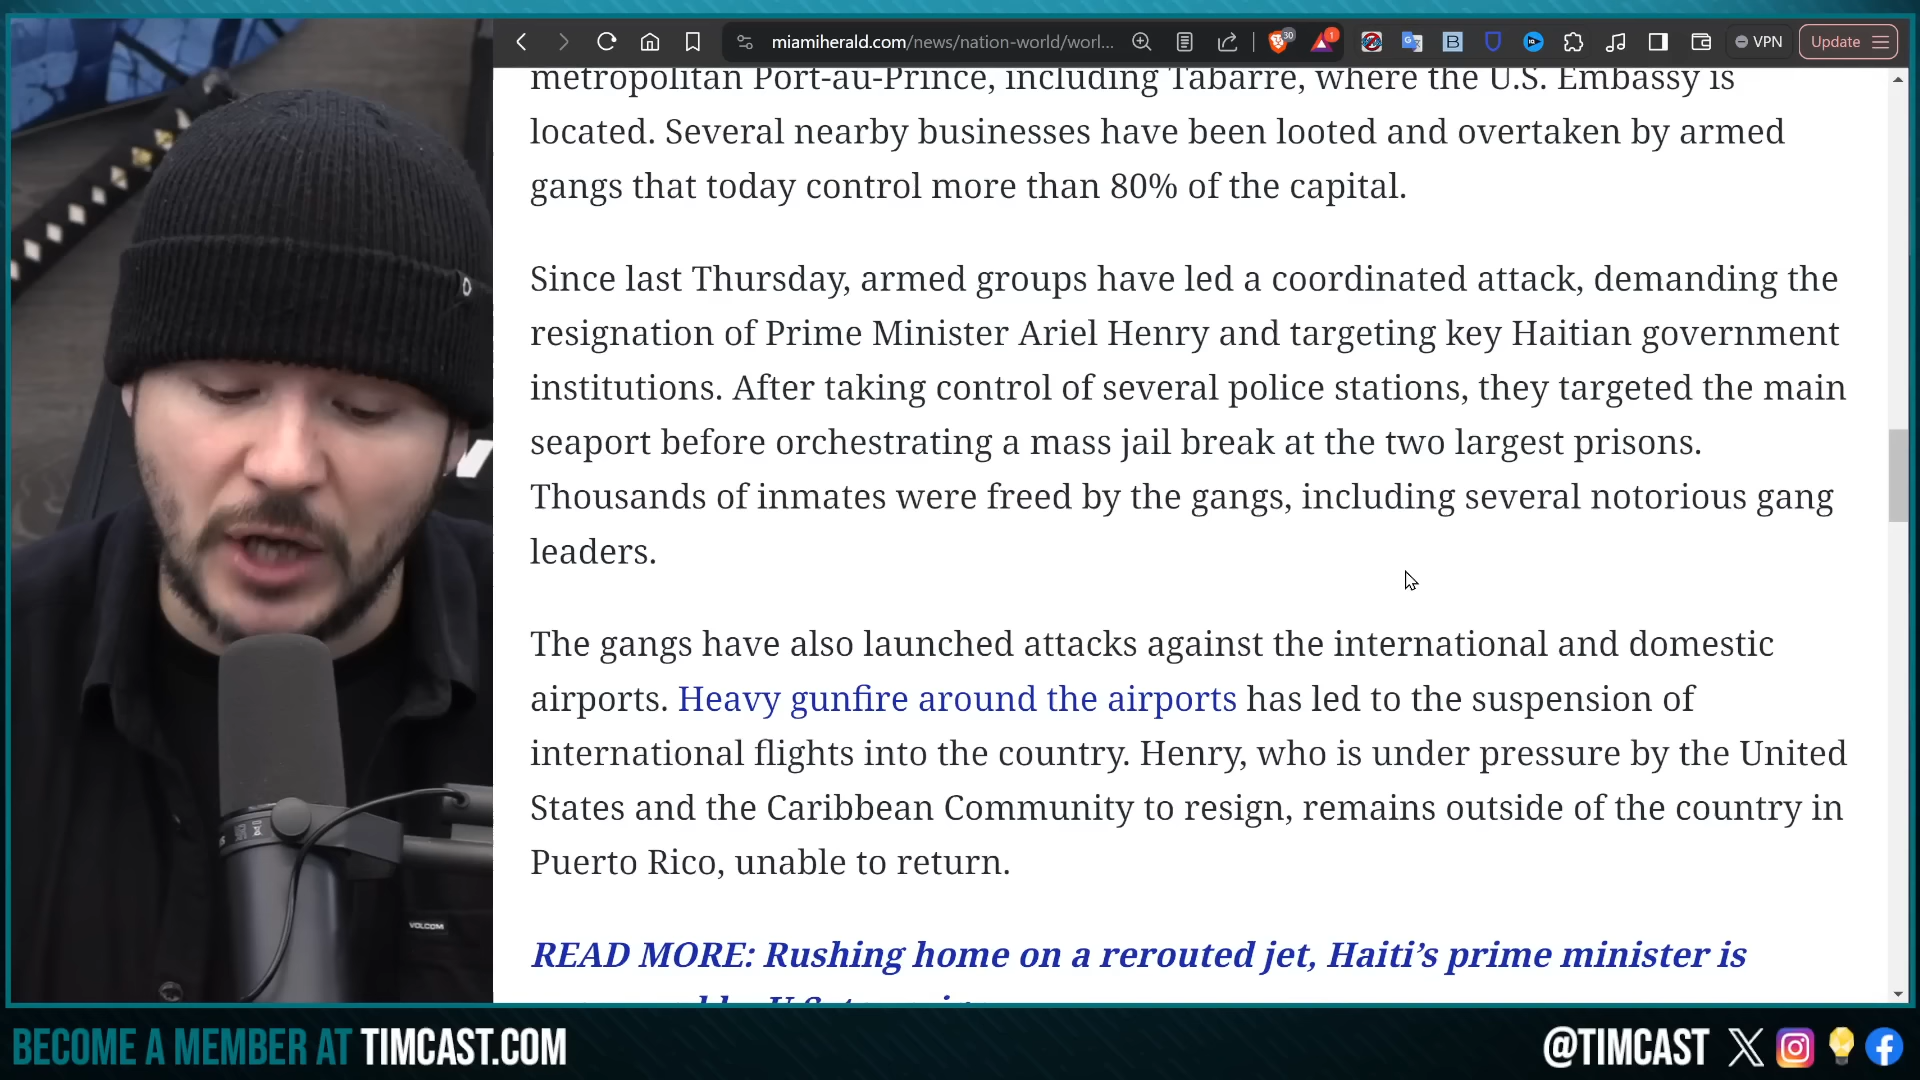 miamiherald.com/news/nation-world/worl...
30
1
VPN
Update
metropolitan Port-au-Prince, including Tabarre, where the U.S. Embassy is
located. Several nearby businesses have been looted and overtaken by armed
gangs that today control more than 80% of the capital.
Since last Thursday, armed groups have led a coordinated attack, demanding the
resignation of Prime Minister Ariel Henry and targeting key Haitian government
institutions. After taking control of several police stations, they targeted the main
seaport before orchestrating a mass jail break at the two largest prisons.
Thousands of inmates were freed by the gangs, including several notorious gang
leaders.
The gangs have also launched attacks against the international and domestic
airports. Heavy gunfire around the airports has led to the suspension of
international flights into the country. Henry, who is under pressure by the United
States and the Caribbean Community to resign, remains outside of the country in
Puerto Rico, unable to return.
READ MORE: Rushing home on a rerouted jet, Haiti’s prime minister is
VOLCOM
BECOME A MEMBER AT TIMCAST.COM
@TIMCAST